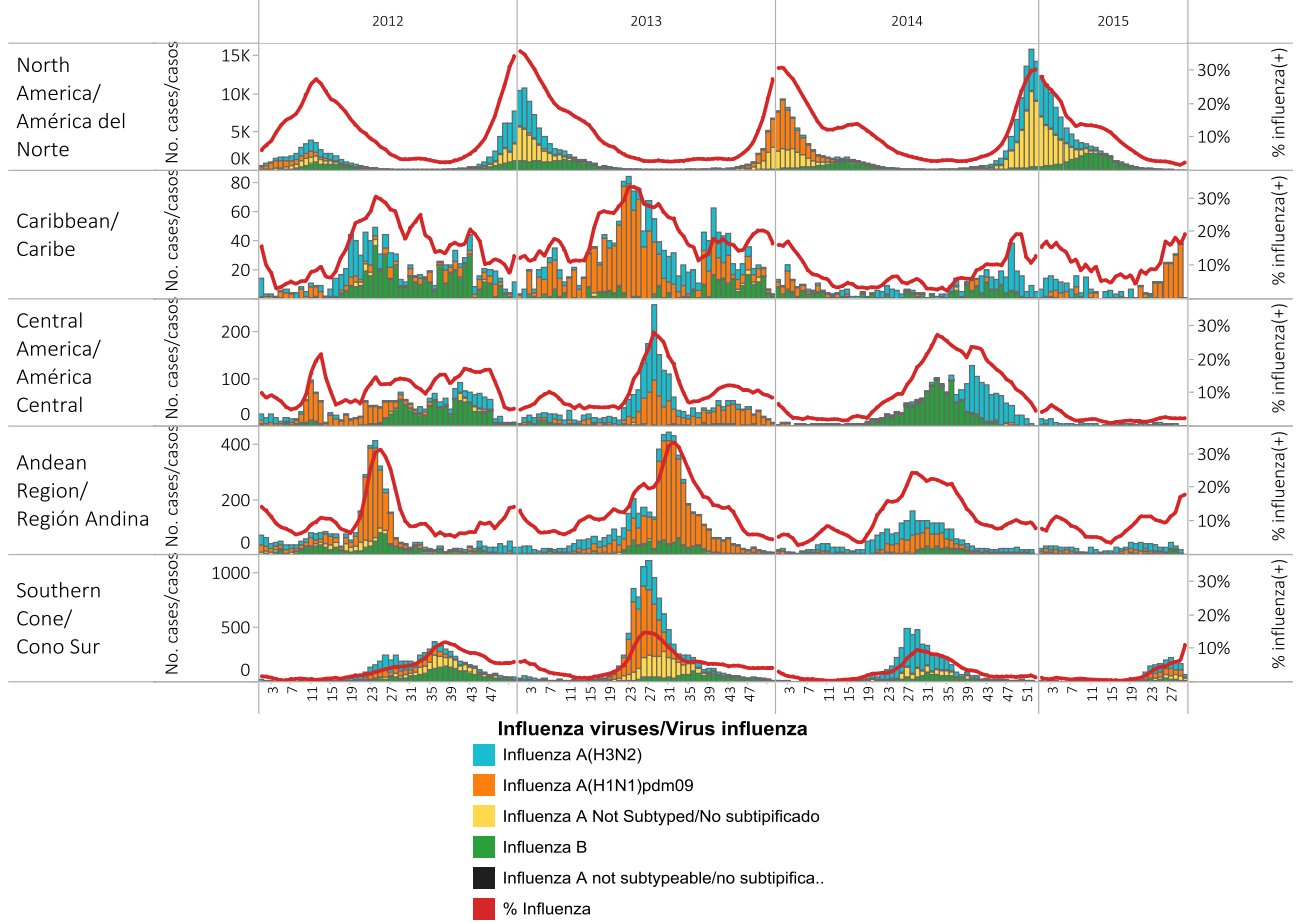 2012 2013 2014 2015
North
America/
América del
Norte
No. cases/casos
15K
10K
5K
0K
30%
20%
10%
% influenza(+)
Caribbean/
Caribe
No. cases/casos
80
60
40
20
30%
20%
10%
% influenza(+)
Central
America/
América
Central
No. cases/casos
200
100
0
30%
20%
10%
% influenza(+)
Andean
Region/
Región Andina
No. cases/casos
400
200
0
30%
20%
10%
% influenza(+)
Southern
Cone/
Cono Sur
No. cases/casos
1000
500
0
30%
20%
10%
% influenza(+)
3 7 11 15 19 23 27 31 35 39 43 47 3 7 11 15 19 23 27 31 35 39 43 47 3 7 11 15 19 23 27 31 35 39 43 47 51 3 7 11 15 19 23 27
Influenza viruses/Virus influenza
Influenza A(H3N2)
Influenza A(H1N1)pdm09
Influenza A Not Subtyped/No subtipificado
Influenza B
Influenza A not subtypeable/no subtipifica..
% Influenza